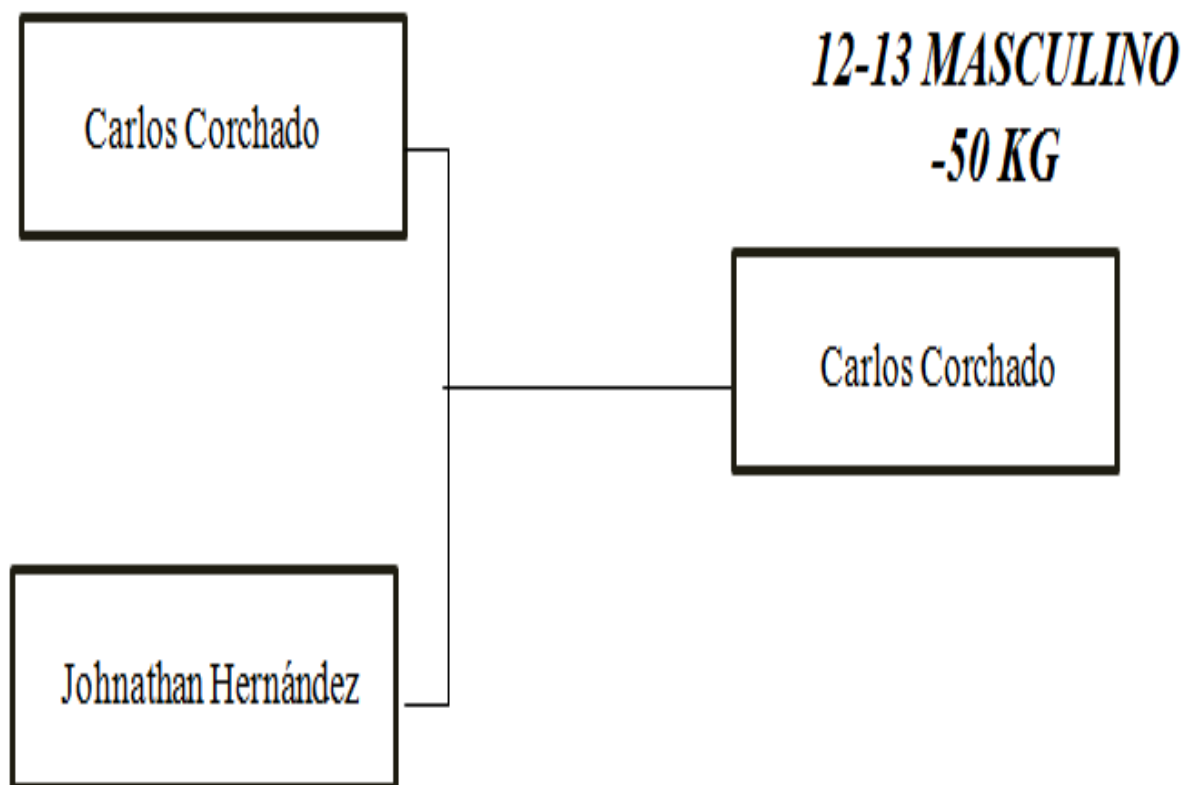 12-13 MASCULINO
-50 KG
Carlos Corchado
Carlos Corchado
Johnathan Hernández